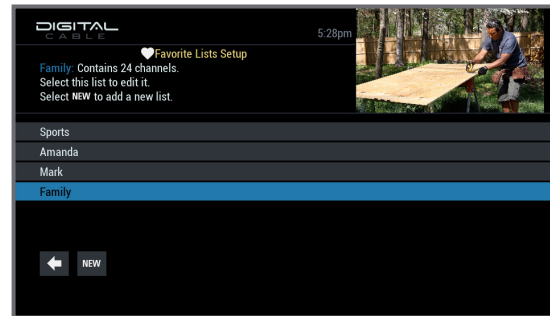 DIGITAL
CABLE
5:28pm
Favorite Lists Setup
Family: Contains 24 channels.
Select this list to edit it.
Select NEW to add a new list.
Sports
Amanda
Mark
Family
NEW